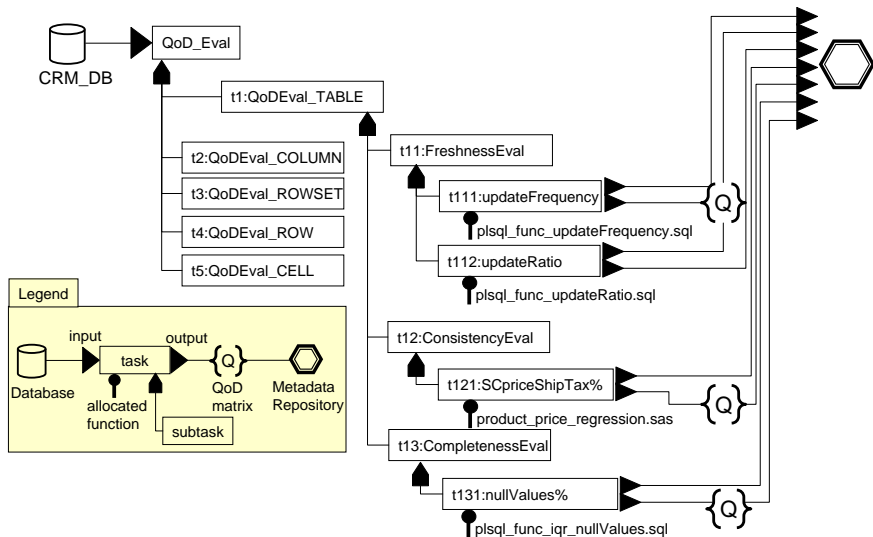 QoD_Eval
CRM_DB
t1:QoDEval_TABLE
t11:FreshnessEval
t2:QoDEval_COLUMN
t3:QoDEval_ROWSET
t111:updateFrequency
Q
plsql_func_updateFrequency.sql
t4:QoDEval_ROW
t112:updateRatio
t5:QoDEval_CELL
plsql_func_updateRatio.sql
Legend
input
output
task
Q
Database
allocated
function
QoD
matrix
Metadata
Repository
subtask
t12:ConsistencyEval
t121:SCpriceShipTax%
Q
product_price_regression.sas
t13:CompletenessEval
t131:nullValues%
Q
plsql_func_iqr_nullValues.sql